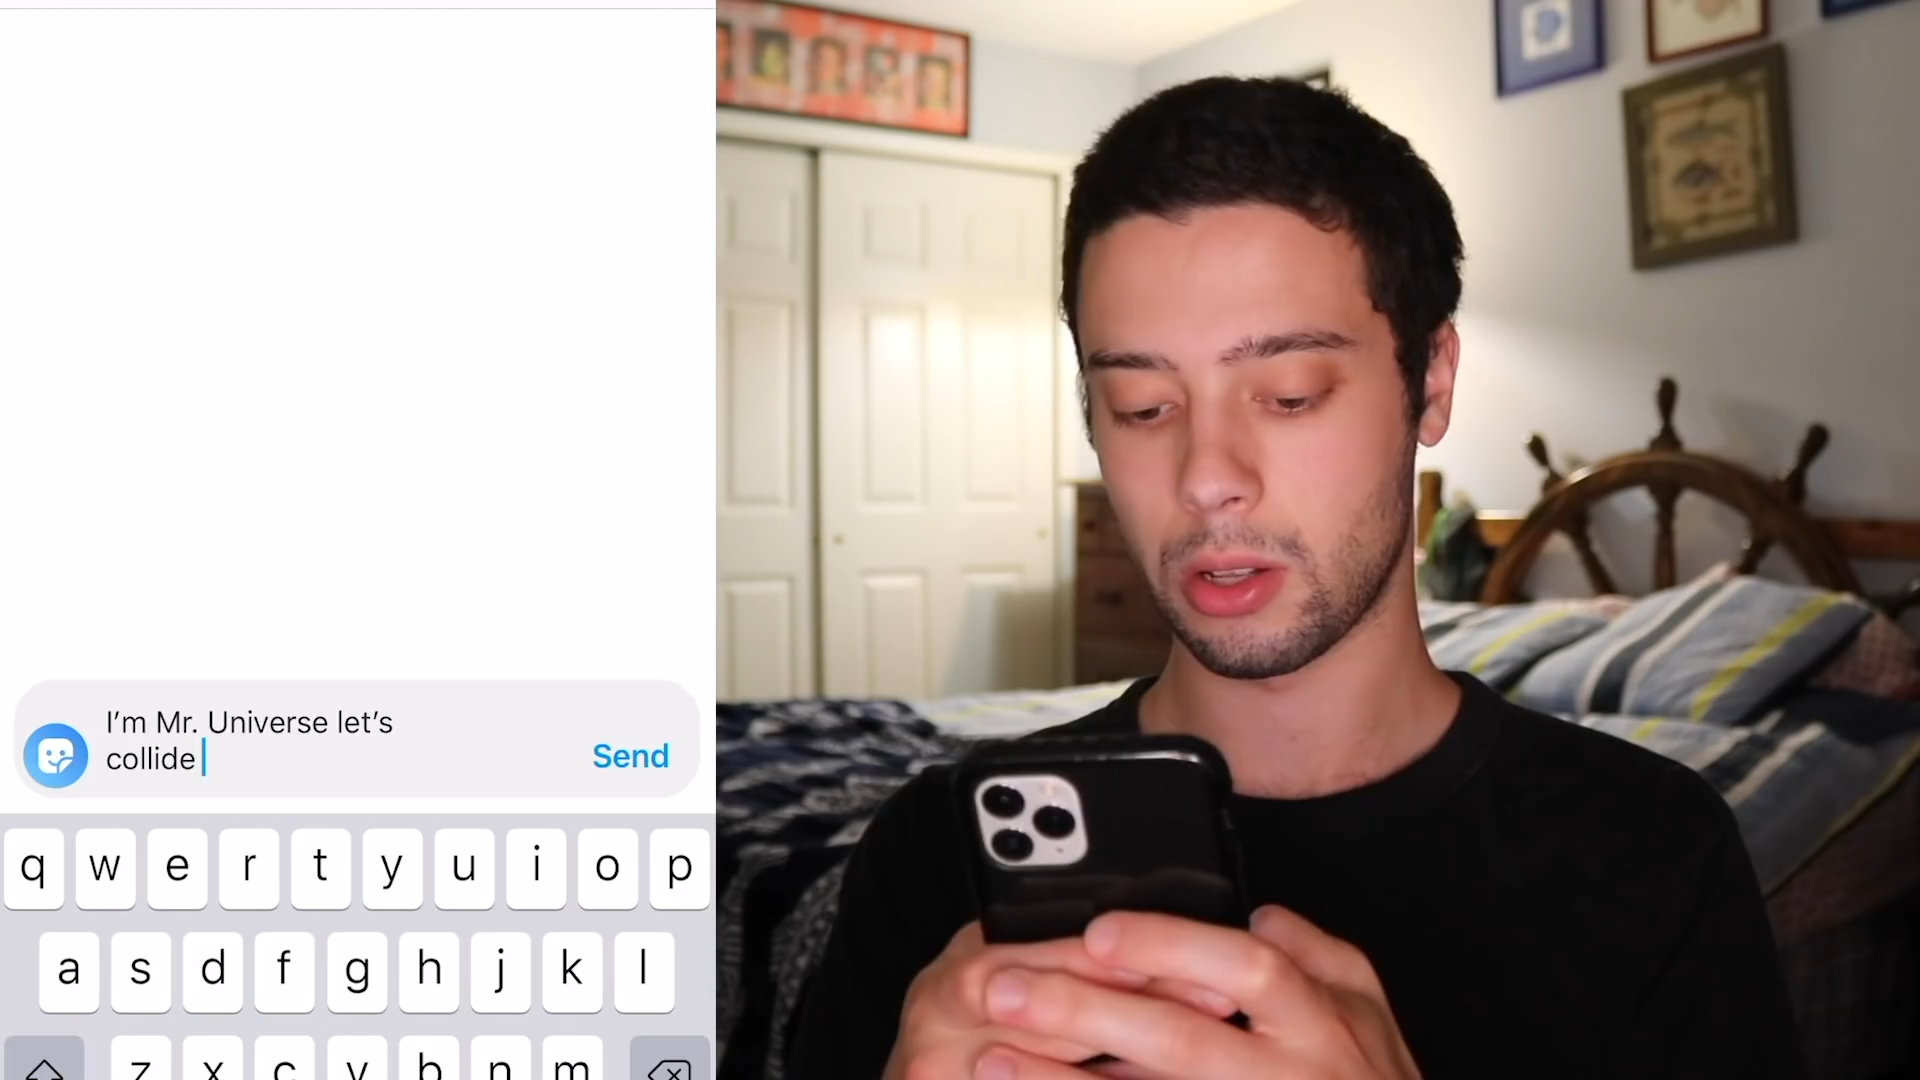 I'm Mr. Universe let's
collide
Send
q w e r t y u i o p
a s d f g h j k l
z x c v b n m